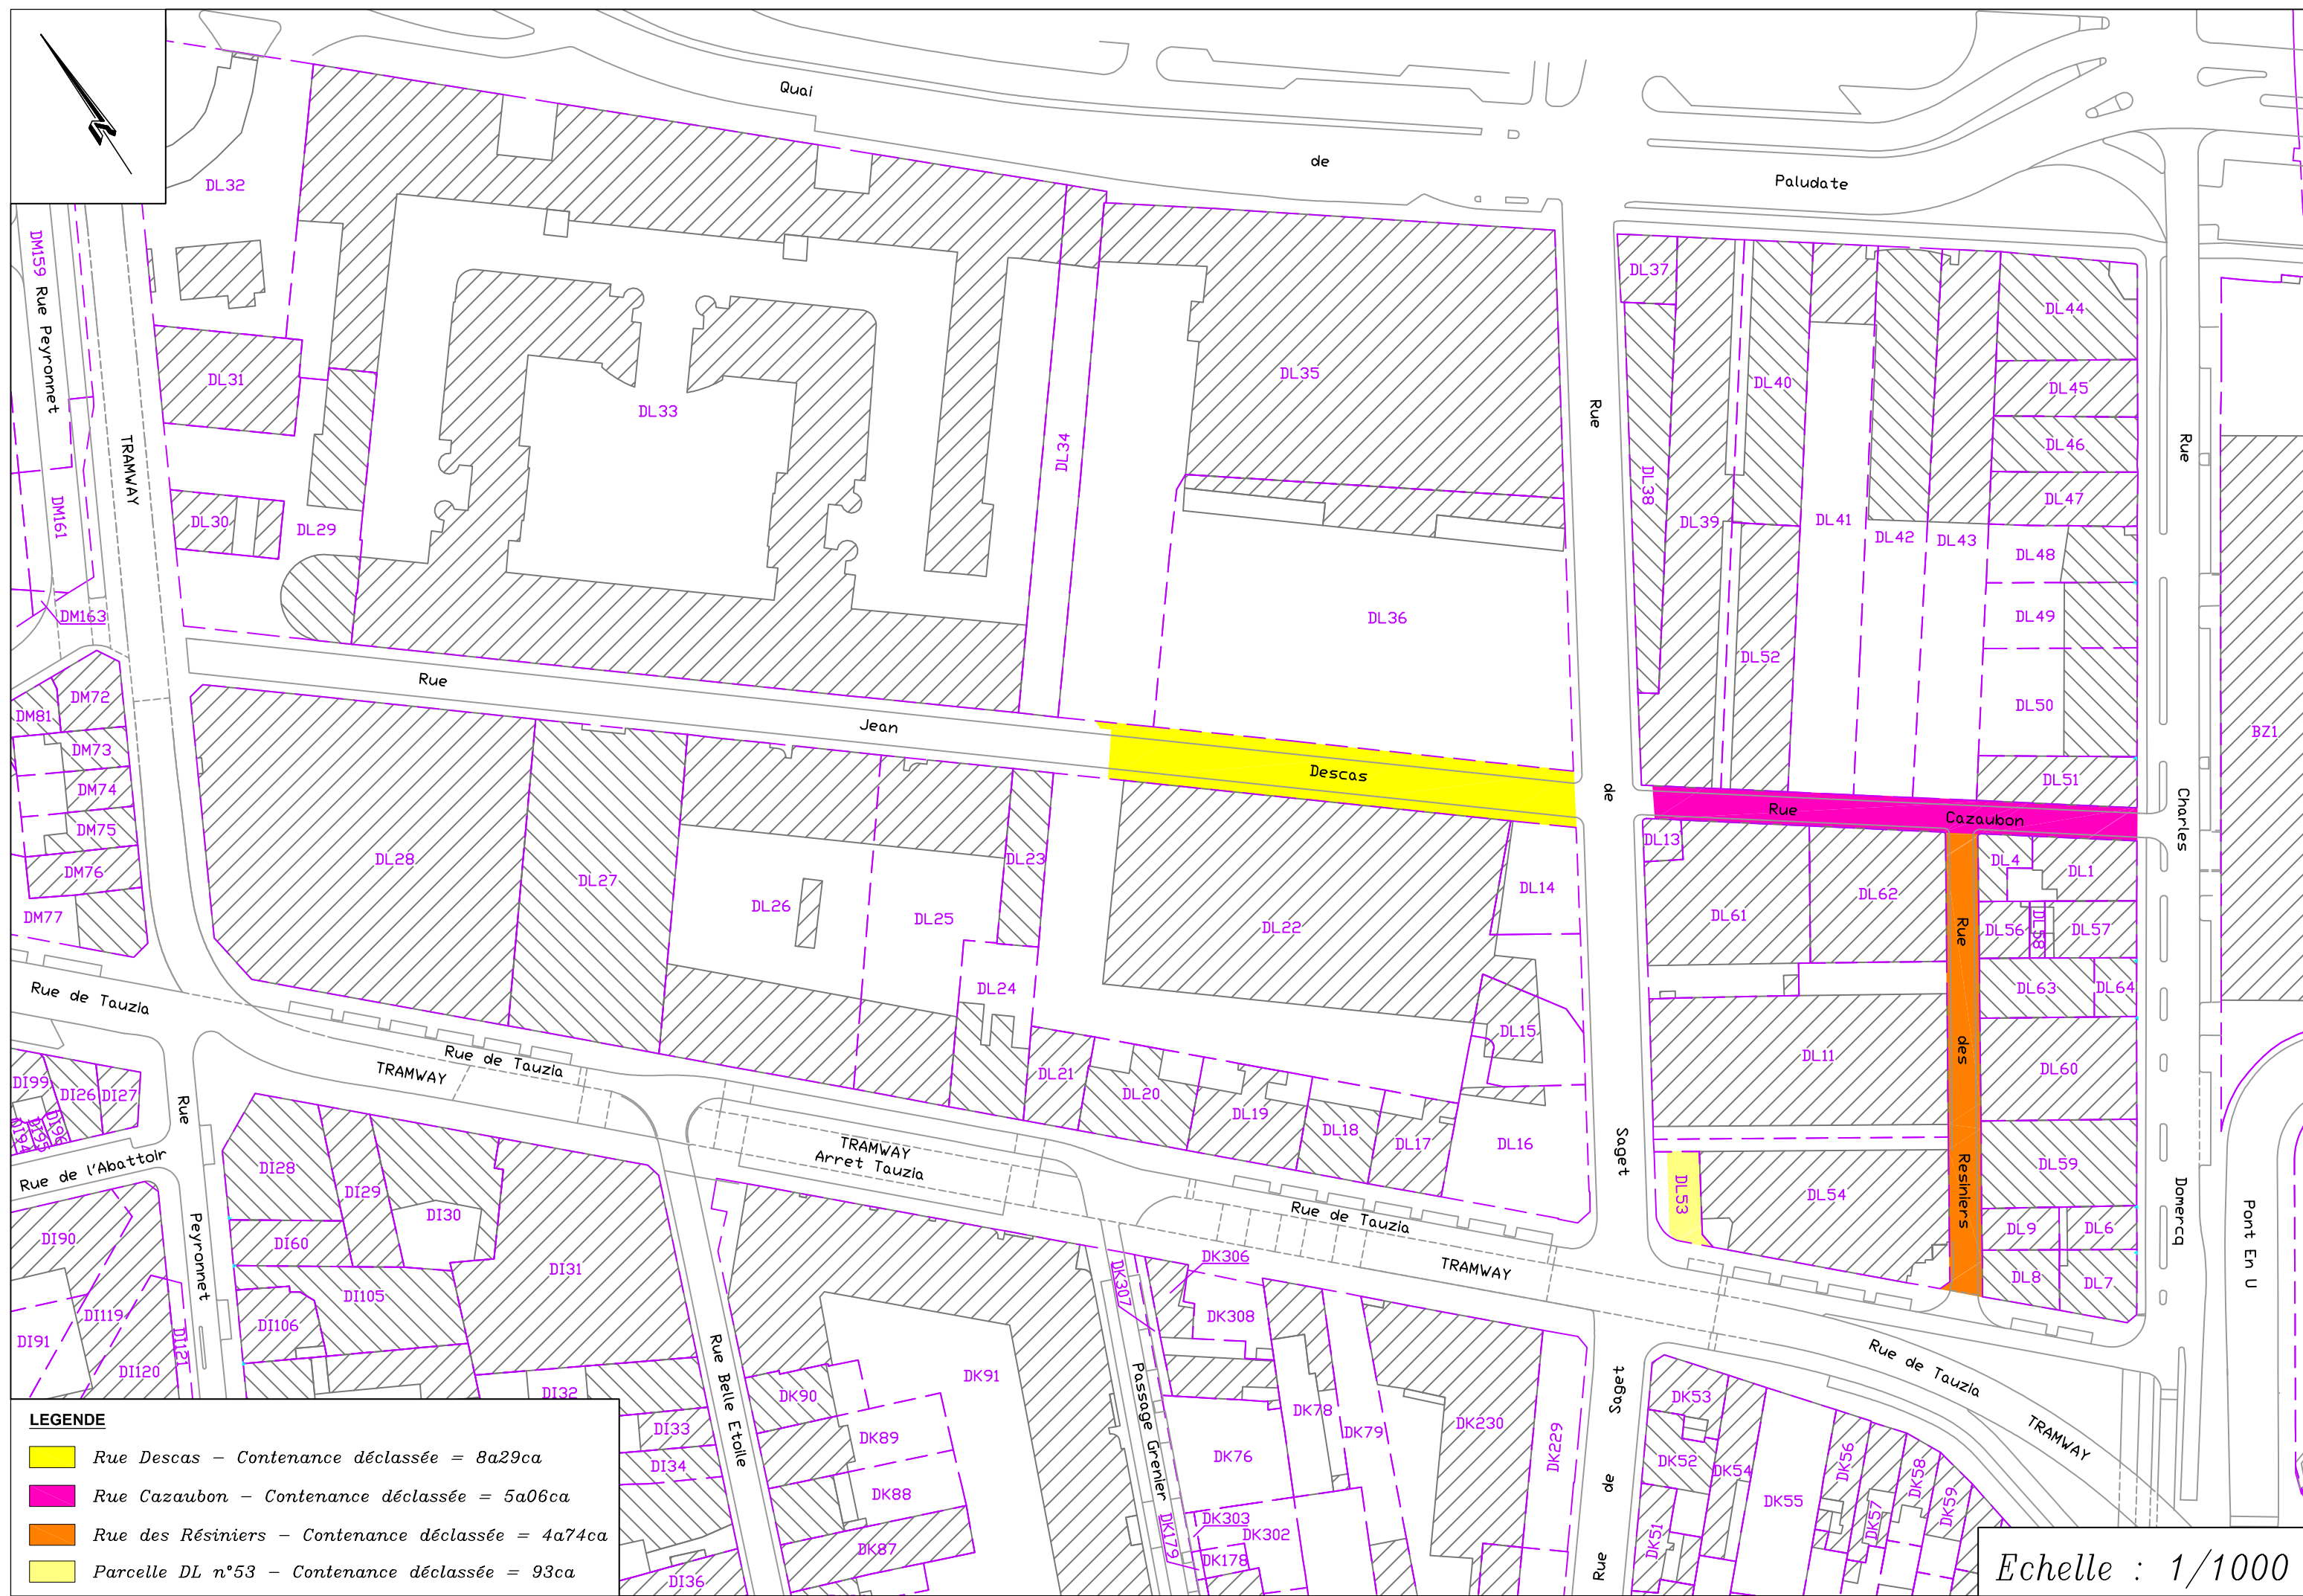 Quai
de
Paludate
DL32
DM159
Rue Peyronnet
DL37
DL44
DL31
DL33
DL35
DL40
DL45
Rue
DL34
DL46
Rue
TRAMWAY
DL38
DL47
DM161
DL30
DL29
DL39
DL41
DL42
DL43
DL48
DM163
DL36
DL49
DL52
DL50
DM72
DM81
Rue
Jean
Descas
BZ1
DM73
DM74
DM75
DM76
DM77
de
DL51
Rue
Cazaubon
Charles
DL28
DL27
DL26
DL25
DL23
DL24
DL22
DL14
DL13
DL61
DL62
DL4
DL1
Rue
DL56
DL58
DL57
DL63
DL64
Rue de Tauzia
DL15
DL11
des
DL60
Rue de Tauzia
TRAMWAY
DI99
DI26
DI27
DI94
DI95
DI96
Rue
DL21
DL20
DL19
DL18
DL17
DL16
TRAMWAY
Arret Tauzia
Saget
DL53
DL54
Resiniers
DL59
Domercq
Rue de l'Abattoir
DI28
DI29
DI30
DI60
DI90
Peyronnet
DI31
DI105
DI106
DI119
DI91
DI120
DI121
Rue de Tauzia
DL9
DL6
DL8
DL7
Pont En U
TRAMWAY
DK306
DK307
DK308
Rue Belle Etoile
DK91
DK90
DK89
DK88
DK87
Passage Grenier
DK78
DK79
DK76
DK230
DK229
Saget
de
Rue
DK53
DK52
DK54
DK51
DK55
DK56
DK57
DK58
DK59
Rue de Tauzia
TRAMWAY
DI32
DI33
DI34
DI36
DK303
DK302
DK179
DK178
LEGENDE
Rue Descas – Contenance déclassée = 8a29ca
Rue Cazaubon – Contenance déclassée = 5a06ca
Rue des Résiniers – Contenance déclassée = 4a74ca
Parcelle DL n°53 – Contenance déclassée = 93ca
Echelle : 1/1000